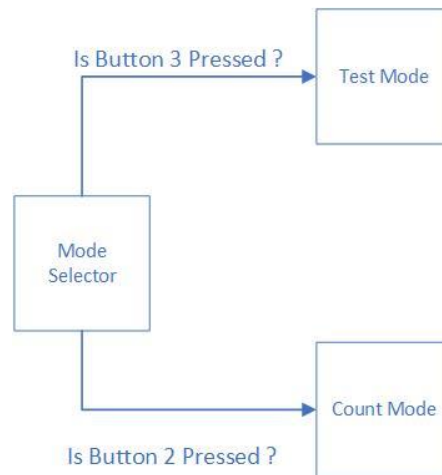 Is Button 3 Pressed ?
Test Mode
Mode
Selector
Count Mode
Is Button 2 Pressed ?